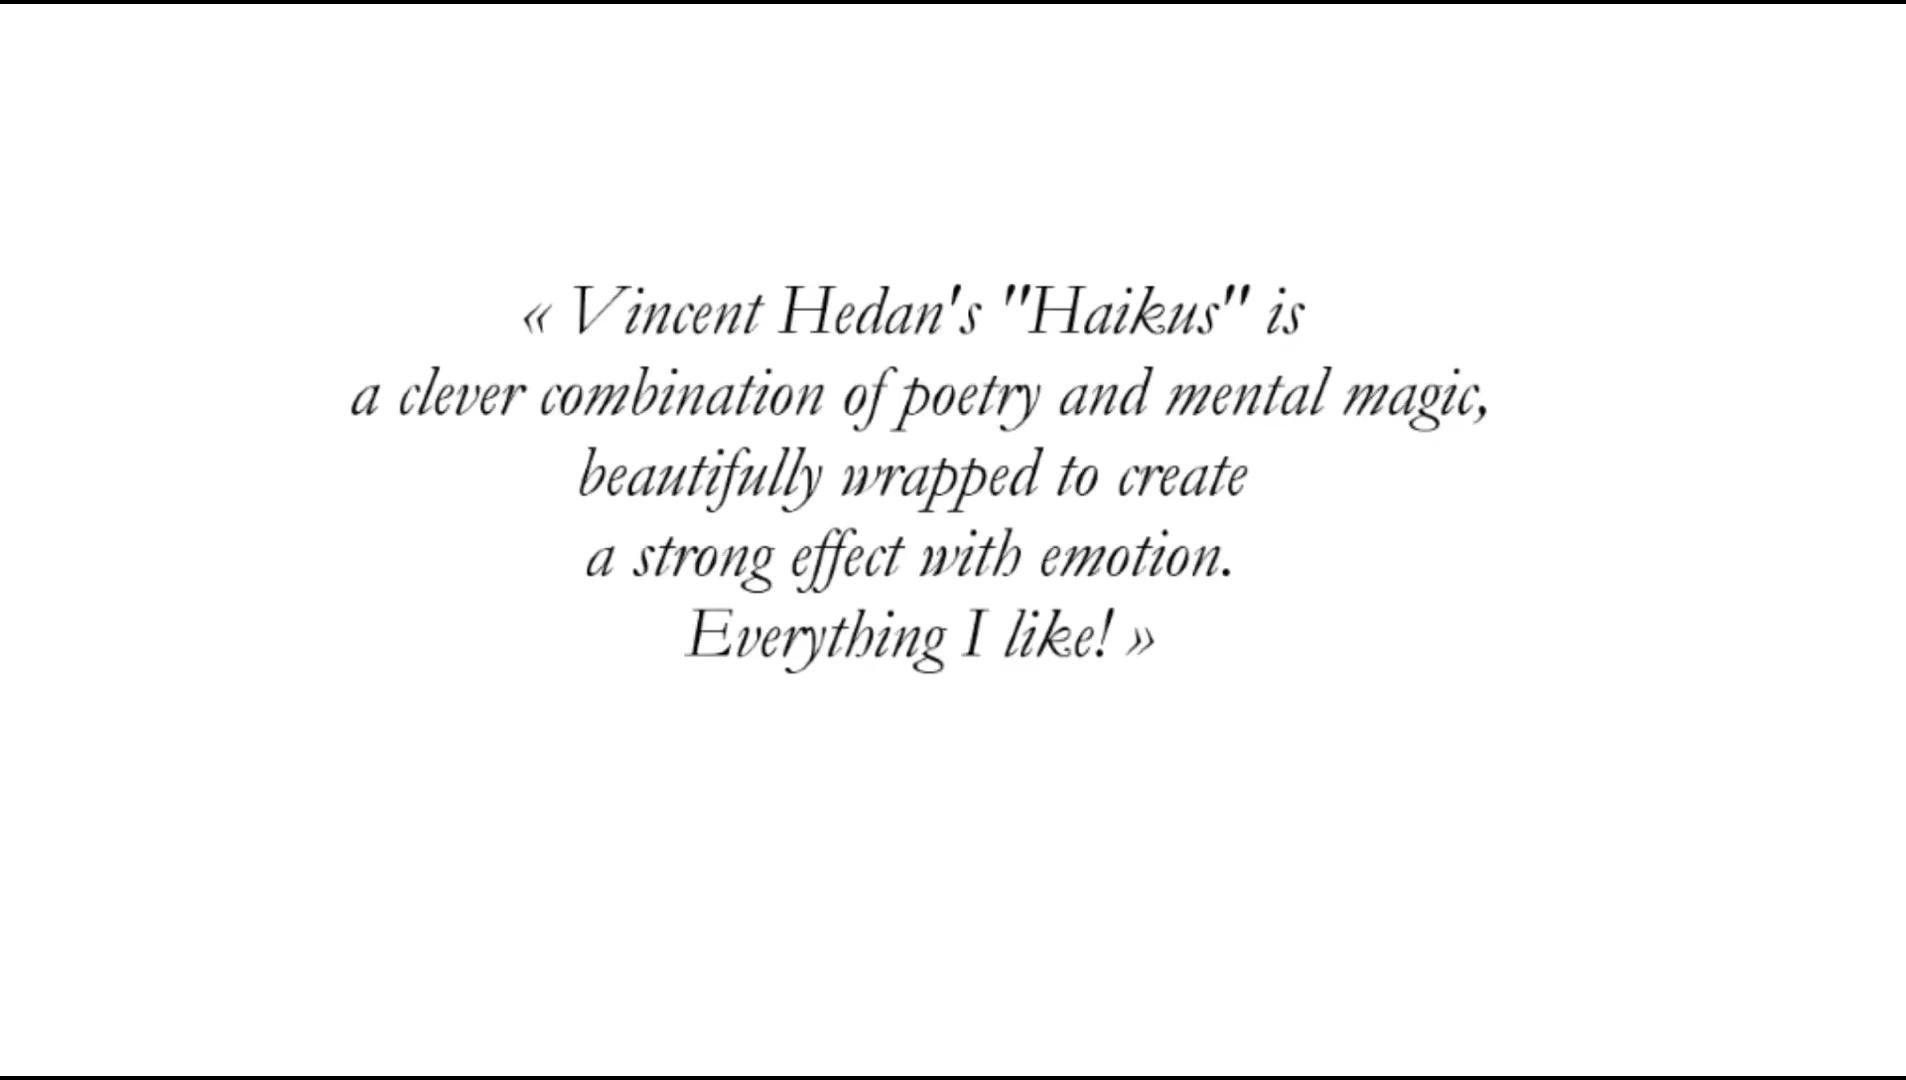 « Vincent Hedan's "Haikus" is
a clever combination of poetry and mental magic,
beautifully wrapped to create
a strong effect with emotion.
Everything I like! »